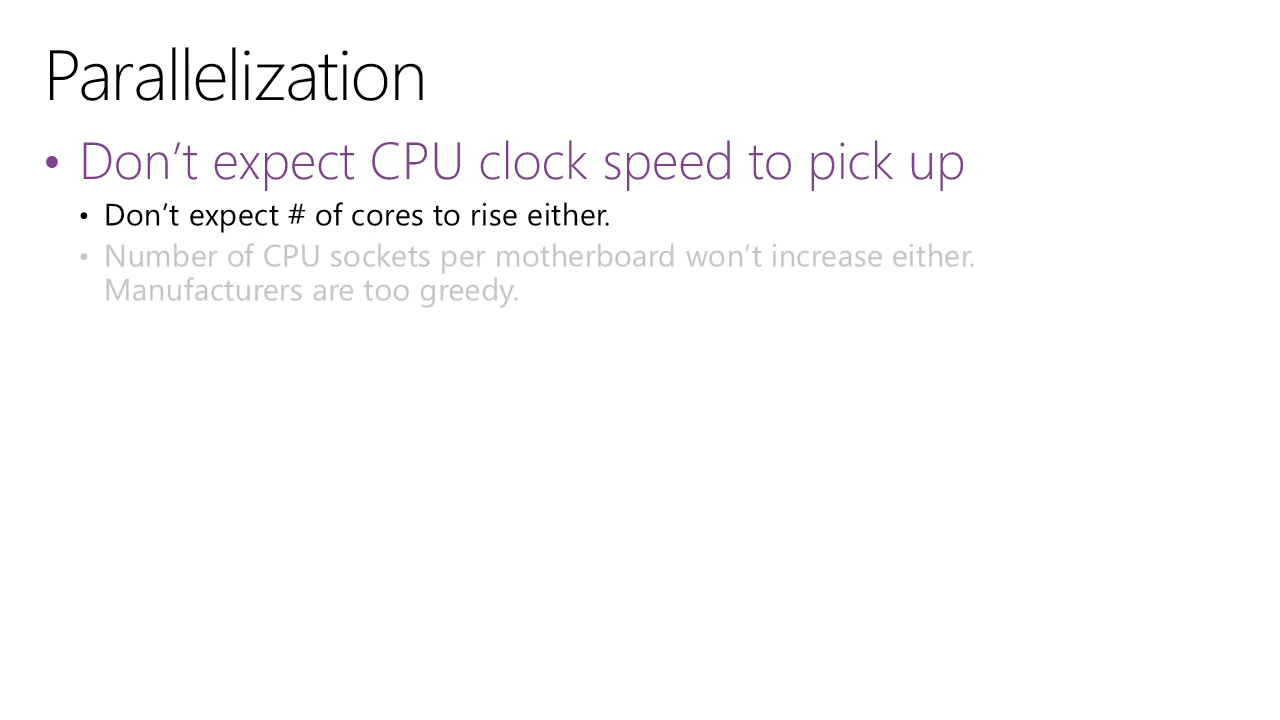 Parallelization
• Don’t expect CPU clock speed to pick up
• Don’t expect # of cores to rise either.
• Number of CPU sockets per motherboard won’t increase either.
Manufacturers are too greedy.